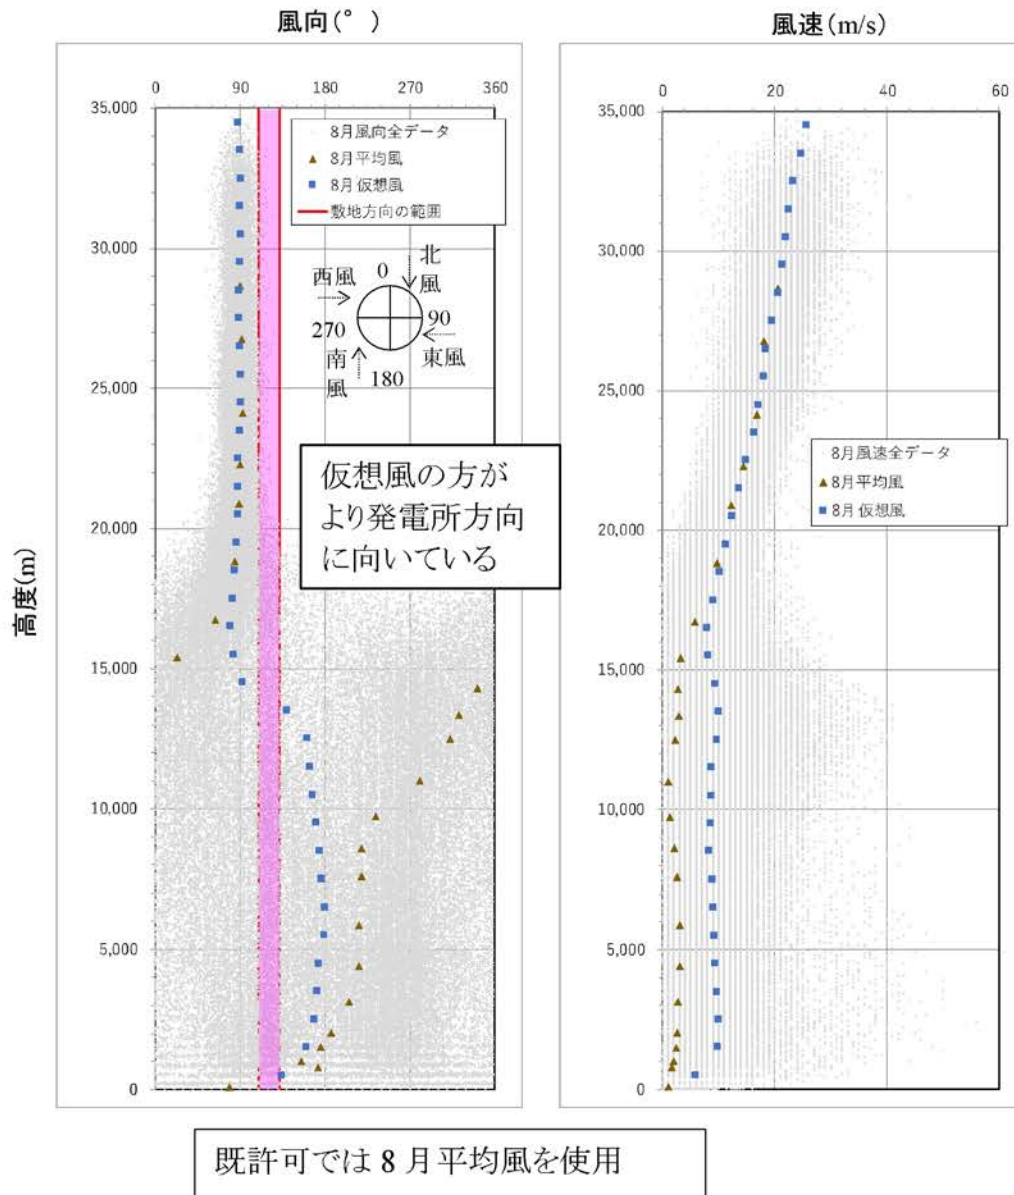 風向(°)
0 90 180 270 360
35,000
30,000
25,000
20,000
15,000
10,000
5,000
0
高度(m)
8月風向全データ
8月平均風
8月仮想風
敷地方向の範囲
0
北風
西風
90
270
東風
南風
180
仮想風の方が
より発電所方向
に向いている
風速(m/s)
0 20 40 60
35,000
30,000
25,000
20,000
15,000
10,000
5,000
0
8月風速全データ
8月平均風
8月 仮想風
既許可では 8 月平均風を使用